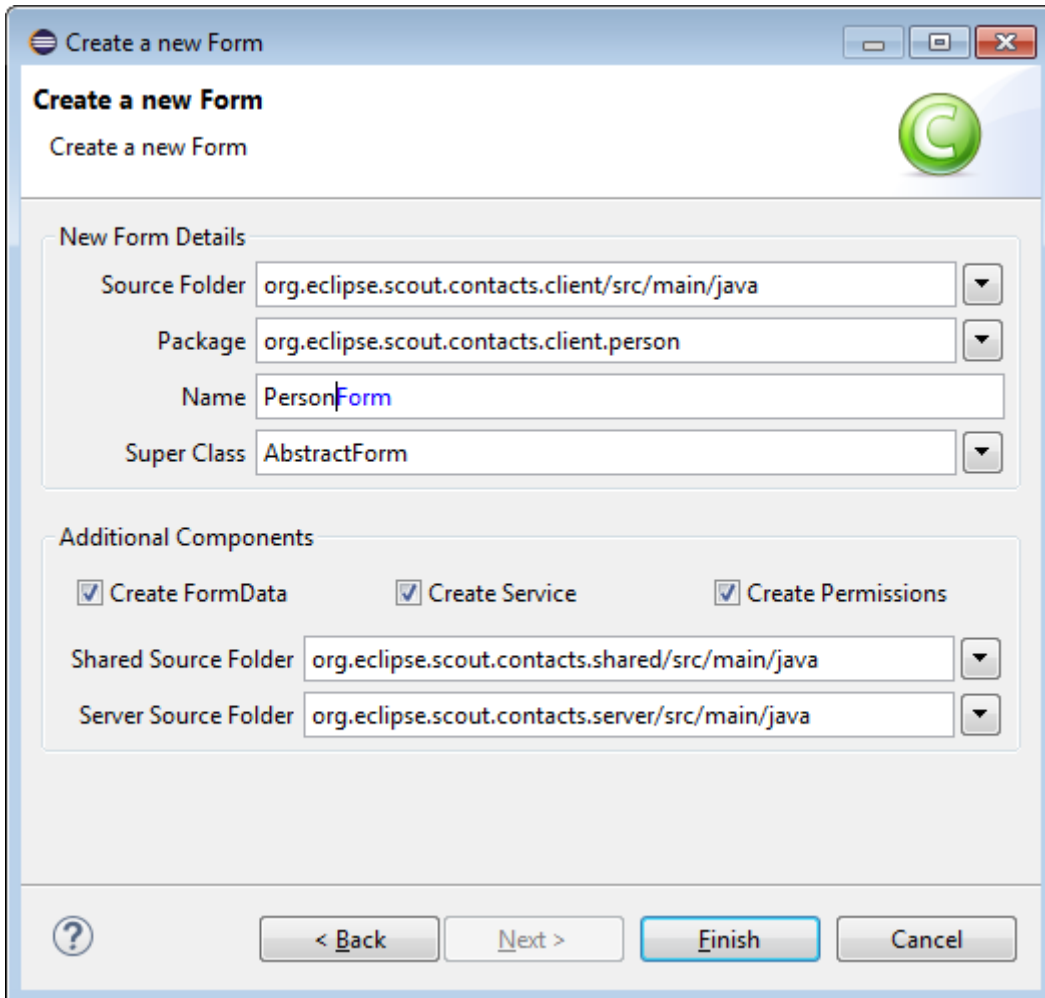 Create a new Form
Create a new Form
Create a new Form
New Form Details
Source Folder org.eclipse.scout.contacts.client/src/main/java
Package org.eclipse.scout.contacts.client.person
Name PersonForm
Super Class AbstractForm
Additional Components
Create FormData Create Service Create Permissions
Shared Source Folder org.eclipse.scout.contacts.shared/src/main/java
Server Source Folder org.eclipse.scout.contacts.server/src/main/java
? < Back Next > Finish Cancel